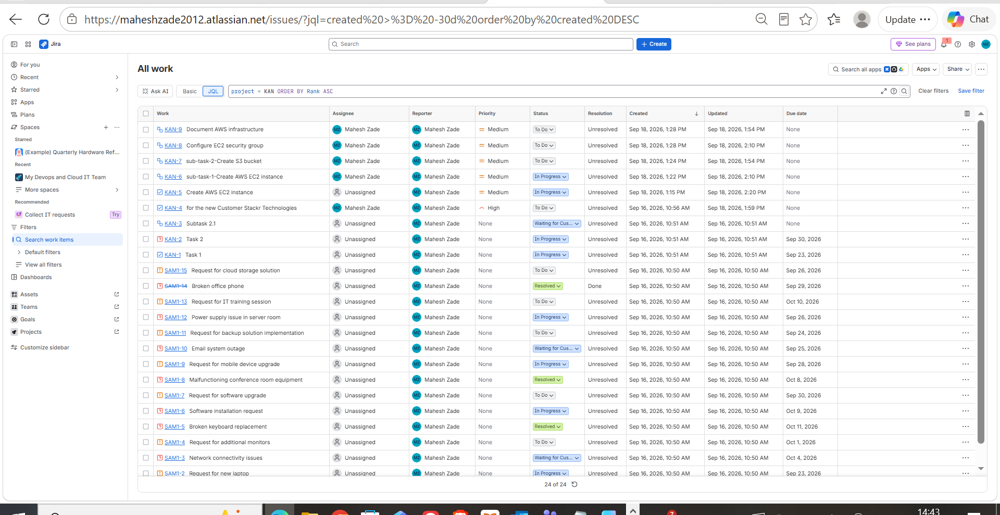 https://maheshzade2012.atlassian.net/issues/?jql=created%20>%3D%20-30d%20order%20by%20created%20DESC
Update
Chat
Jira
Search
Create
See plans
1
MZ
For you
Recent
Starred
Apps
Plans
Spaces
Starred
(Example) Quarterly Hardware Ref...
Recent
My Devops and Cloud IT Team
More spaces
Recommended
Collect IT requests Try
Filters
Search work items
Default filters
View all filters
Dashboards
Assets
Teams
Goals
Projects
Customize sidebar
All work
Search all apps
Apps
Share
Ask AI
Basic
JQL
project = KAN ORDER BY Rank ASC
Clear filters
Save filter
Work Assignee Reporter Priority Status Resolution Created Updated Due date
KAN-9 Document AWS infrastructure MZ Mahesh Zade MZ Mahesh Zade Medium To Do Unresolved Sep 18, 2026, 1:28 PM Sep 18, 2026, 1:54 PM None
KAN-8 Configure EC2 security group MZ Mahesh Zade MZ Mahesh Zade Medium To Do Unresolved Sep 18, 2026, 1:28 PM Sep 18, 2026, 2:10 PM None
KAN-7 sub-task-2-Create S3 bucket MZ Mahesh Zade MZ Mahesh Zade Medium To Do Unresolved Sep 18, 2026, 1:24 PM Sep 18, 2026, 1:54 PM None
KAN-6 sub-task-1-Create AWS EC2 instance MZ Mahesh Zade MZ Mahesh Zade Medium In Progress Unresolved Sep 18, 2026, 1:22 PM Sep 18, 2026, 2:10 PM None
KAN-5 Create AWS EC2 instance Unassigned MZ Mahesh Zade Medium In Progress Unresolved Sep 18, 2026, 1:15 PM Sep 18, 2026, 2:20 PM None
KAN-4 for the new Customer Stackr Technologies MZ Mahesh Zade MZ Mahesh Zade High To Do Unresolved Sep 16, 2026, 10:56 AM Sep 18, 2026, 1:59 PM None
KAN-3 Subtask 2.1 Unassigned MZ Mahesh Zade None Waiting for Cus... Unresolved Sep 16, 2026, 10:51 AM Sep 16, 2026, 10:51 AM None
KAN-2 Task 2 Unassigned MZ Mahesh Zade None In Progress Unresolved Sep 16, 2026, 10:51 AM Sep 16, 2026, 10:51 AM Sep 30, 2026
KAN-1 Task 1 Unassigned MZ Mahesh Zade None In Progress Unresolved Sep 16, 2026, 10:51 AM Sep 16, 2026, 10:51 AM Sep 23, 2026
SAM1-15 Request for cloud storage solution Unassigned MZ Mahesh Zade None To Do Unresolved Sep 16, 2026, 10:50 AM Sep 16, 2026, 10:50 AM Sep 26, 2026
SAM1-14 Broken office phone Unassigned MZ Mahesh Zade None Resolved Done Sep 16, 2026, 10:50 AM Sep 16, 2026, 10:50 AM Sep 29, 2026
SAM1-13 Request for IT training session Unassigned MZ Mahesh Zade None To Do Unresolved Sep 16, 2026, 10:50 AM Sep 16, 2026, 10:50 AM Oct 10, 2026
SAM1-12 Power supply issue in server room Unassigned MZ Mahesh Zade None In Progress Unresolved Sep 16, 2026, 10:50 AM Sep 16, 2026, 10:50 AM Sep 26, 2026
SAM1-11 Request for backup solution implementation Unassigned MZ Mahesh Zade None To Do Unresolved Sep 16, 2026, 10:50 AM Sep 16, 2026, 10:50 AM Sep 24, 2026
SAM1-10 Email system outage Unassigned MZ Mahesh Zade None Waiting for Cus... Unresolved Sep 16, 2026, 10:50 AM Sep 16, 2026, 10:50 AM Sep 25, 2026
SAM1-9 Request for mobile device upgrade Unassigned MZ Mahesh Zade None In Progress Unresolved Sep 16, 2026, 10:50 AM Sep 16, 2026, 10:50 AM Sep 28, 2026
SAM1-8 Malfunctioning conference room equipment Unassigned MZ Mahesh Zade None Resolved Unresolved Sep 16, 2026, 10:50 AM Sep 16, 2026, 10:50 AM Oct 8, 2026
SAM1-7 Request for software upgrade Unassigned MZ Mahesh Zade None To Do Unresolved Sep 16, 2026, 10:50 AM Sep 16, 2026, 10:50 AM Sep 30, 2026
SAM1-6 Software installation request Unassigned MZ Mahesh Zade None In Progress Unresolved Sep 16, 2026, 10:50 AM Sep 16, 2026, 10:50 AM Oct 9, 2026
SAM1-5 Broken keyboard replacement Unassigned MZ Mahesh Zade None Resolved Unresolved Sep 16, 2026, 10:50 AM Sep 16, 2026, 10:50 AM Oct 11, 2026
SAM1-4 Request for additional monitors Unassigned MZ Mahesh Zade None To Do Unresolved Sep 16, 2026, 10:50 AM Sep 16, 2026, 10:50 AM Oct 1, 2026
SAM1-3 Network connectivity issues Unassigned MZ Mahesh Zade None Waiting for Cus... Unresolved Sep 16, 2026, 10:50 AM Sep 16, 2026, 10:50 AM Oct 4, 2026
SAM1-2 Request for new laptop Unassigned MZ Mahesh Zade None In Progress Unresolved Sep 16, 2026, 10:50 AM Sep 16, 2026, 10:50 AM Sep 23, 2026
24 of 24
7
14:43